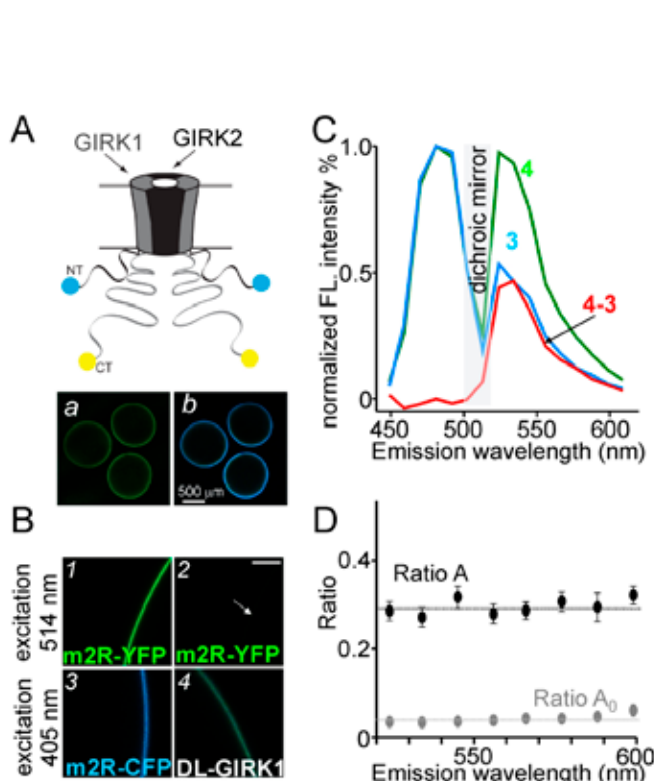 A
GIRK1 GIRK2
NT
CT
a
b
500 µm
B
excitation
514 nm
1
m2R-YFP
2
m2R-YFP
excitation
405 nm
3
m2R-CFP
4
DL-GIRK1
C
normalized FL. intensity %
1.0
0.5
0
dichroic mirror
4
3
4-3
450 500 550 600
Emission wavelength (nm)
D
Ratio
0.4
0.2
0
Ratio A
Ratio A₀
550 600
Emission wavelength (nm)